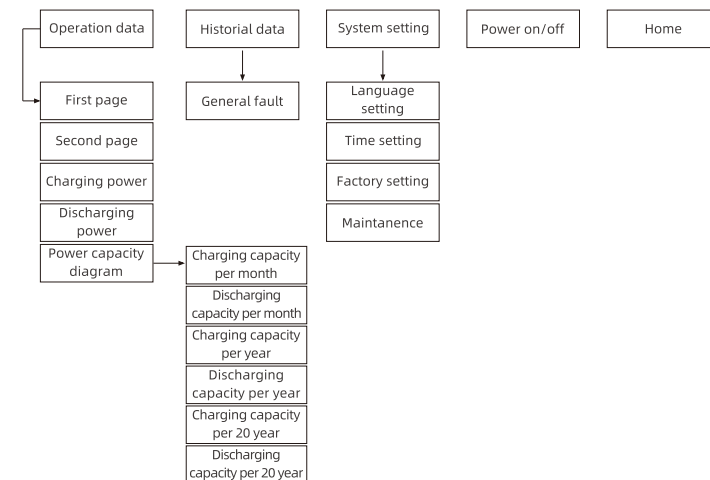 Operation data
Historial data
System setting
Power on/off
Home
First page
Second page
Charging power
Discharging
power
Power capacity
diagram
General fault
Language
setting
Time setting
Factory setting
Maintanence
Charging capacity
per month
Discharging
capacity per month
Charging capacity
per year
Discharging
capacity per year
Charging capacity
per 20 year
Discharging
capacity per 20 year